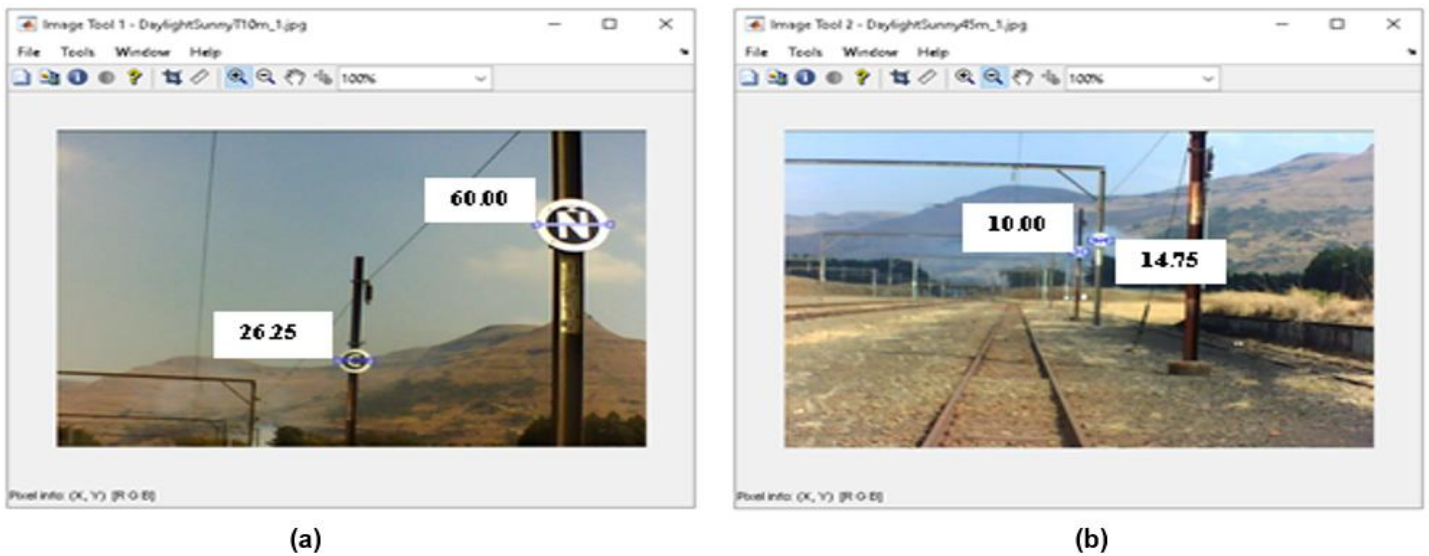 Image Tool 1 - DaylightSunnyT10m_1.jpg
File Tools Window Help
100%
60.00
N
26.25
C
Pixel info: (X, Y) [R G B]
(a)
Image Tool 2 - DaylightSunny45m_1.jpg
File Tools Window Help
100%
10.00
14.75
Pixel info: (X, Y) [R G B]
(b)